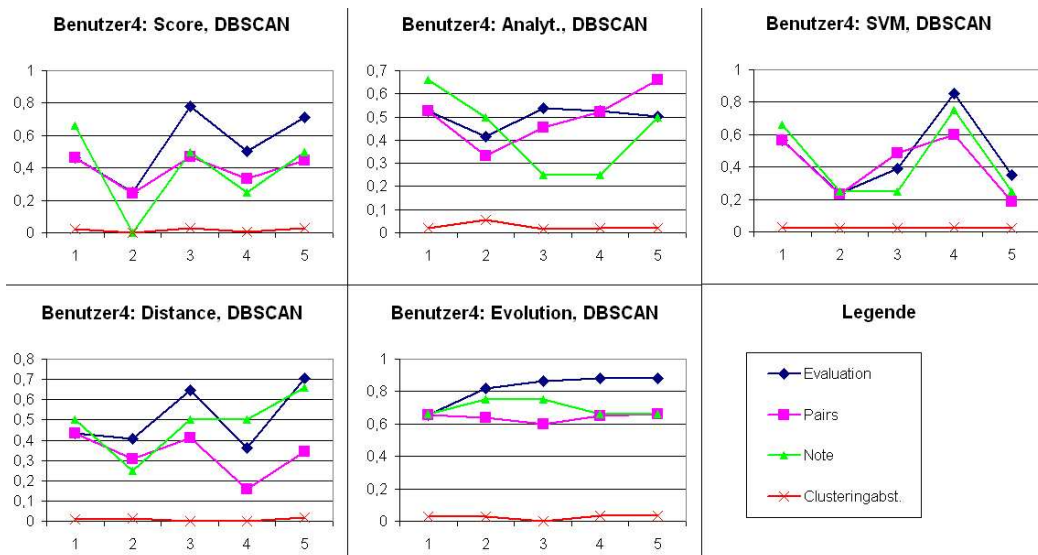 Benutzer4: Score, DBSCAN
1
0,8
0,6
0,4
0,2
0
1 2 3 4 5
Benutzer4: Analyt., DBSCAN
0,7
0,6
0,5
0,4
0,3
0,2
0,1
0
1 2 3 4 5
Benutzer4: SVM, DBSCAN
1
0,8
0,6
0,4
0,2
0
1 2 3 4 5
Benutzer4: Distance, DBSCAN
0,8
0,7
0,6
0,5
0,4
0,3
0,2
0,1
0
1 2 3 4 5
Benutzer4: Evolution, DBSCAN
1
0,8
0,6
0,4
0,2
0
1 2 3 4 5
Legende
Evaluation
Pairs
Note
Clusteringabst.